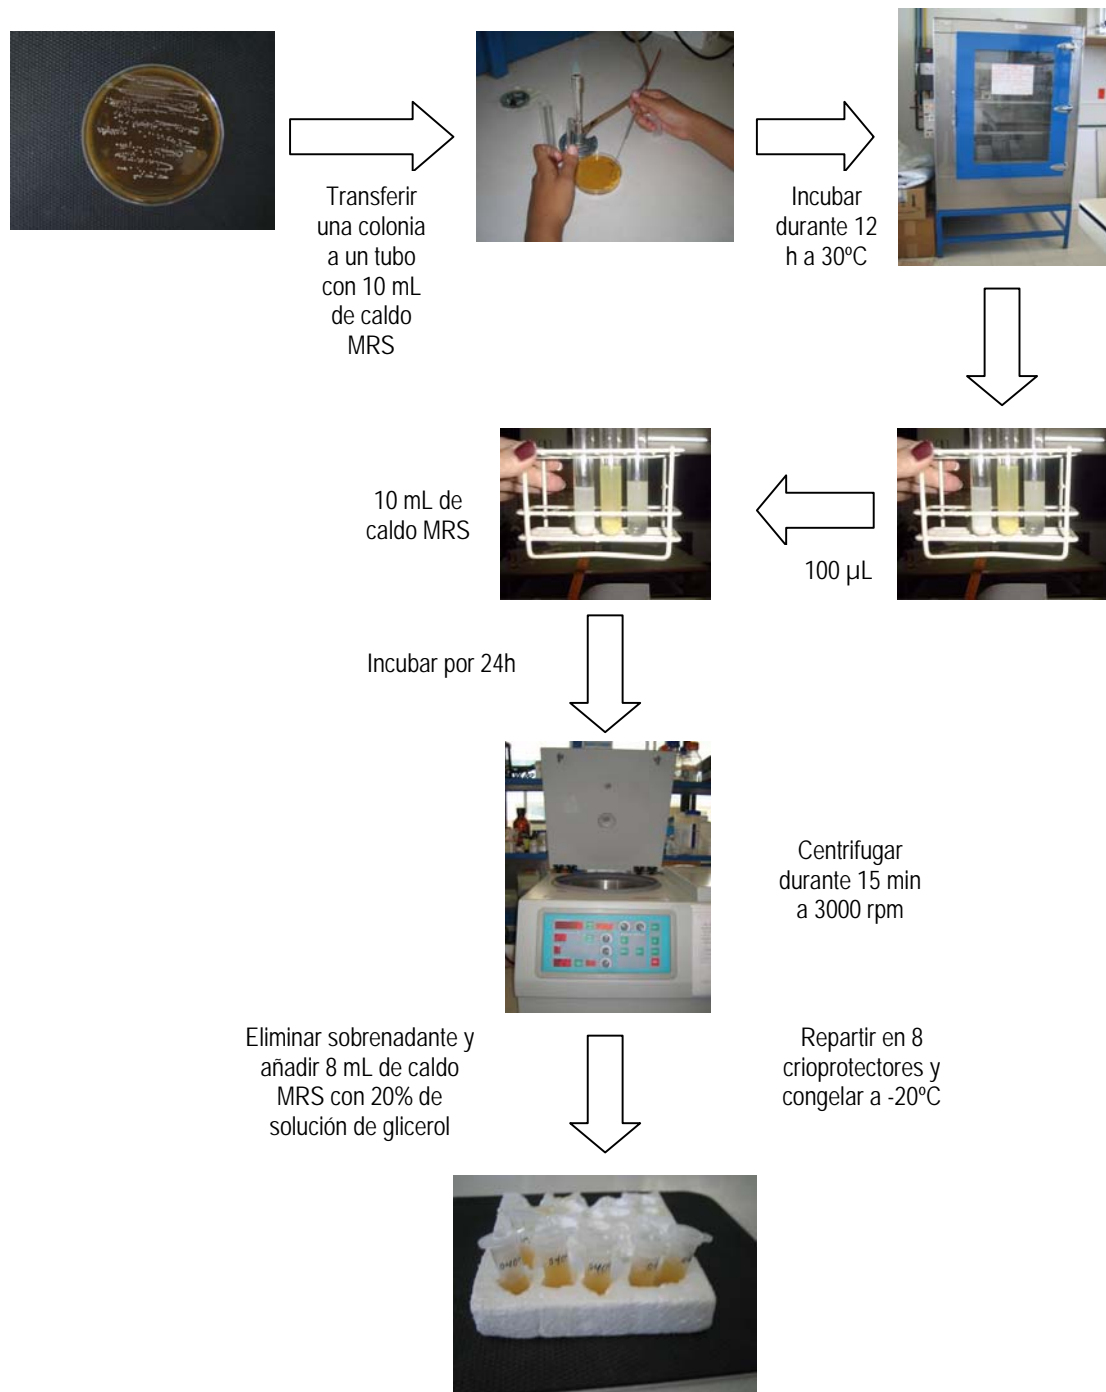 Transferir
una colonia
a un tubo
con 10 mL
de caldo
MRS
Incubar
durante 12
h a 30ºC
10 mL de
caldo MRS
100 µL
Incubar por 24h
Centrifugar
durante 15 min
a 3000 rpm
Eliminar sobrenadante y
añadir 8 mL de caldo
MRS con 20% de
solución de glicerol
Repartir en 8
crioprotectores y
congelar a -20ºC